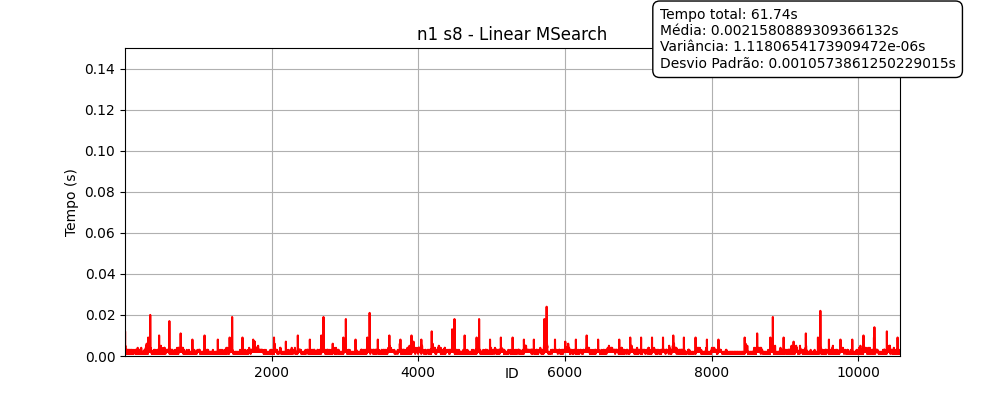 Tempo total: 61.74s
Média: 0.0021580889309366132s
Variância: 1.1180654173909472e-06s
Desvio Padrão: 0.0010573861250229015s
n1 s8 - Linear MSearch
0.14
0.12
0.10
0.08
0.06
0.04
0.02
0.00
Tempo (s)
2000
4000
6000
8000
10000
ID